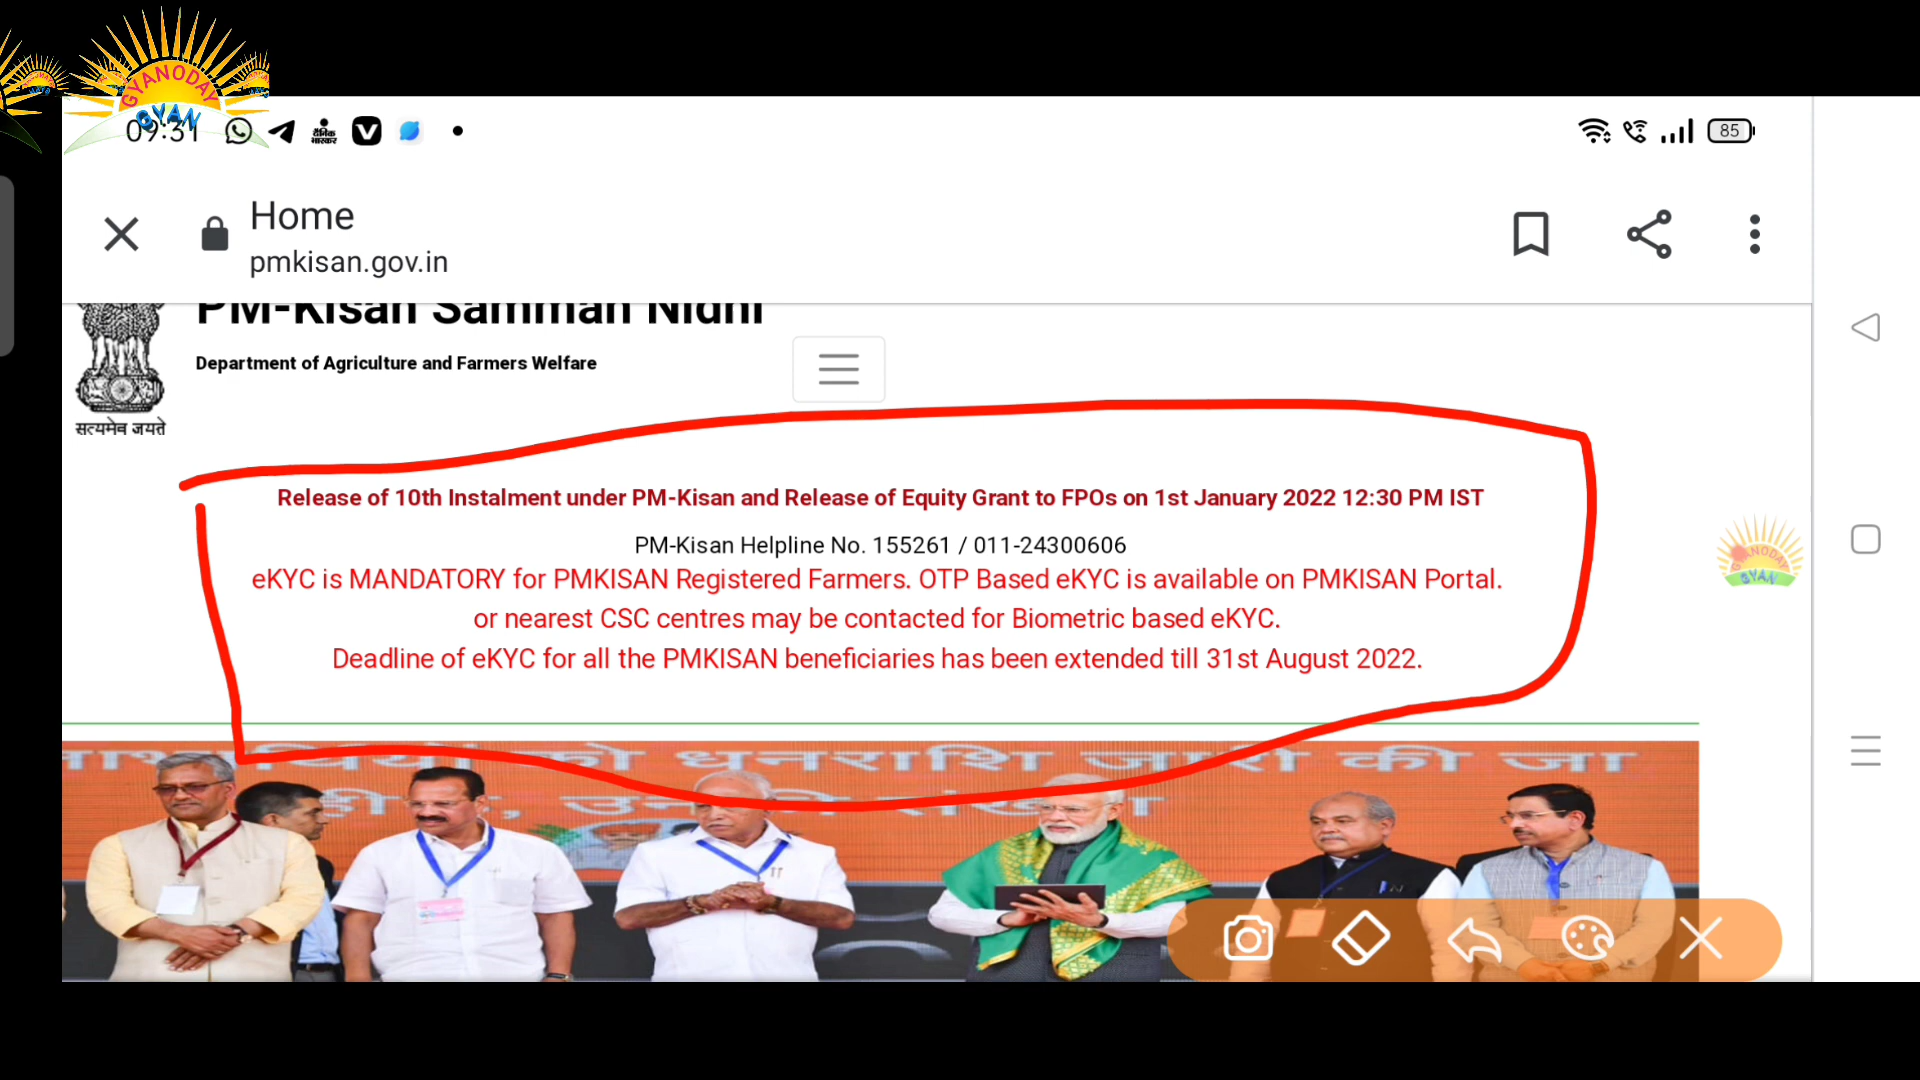 GYANODAY
GYAN
09:31
दैनिक
भास्कर
85
Home
pmkisan.gov.in
PM-Kisan Samman Nidhi
Department of Agriculture and Farmers Welfare
सत्यमेव जयते
Release of 10th Instalment under PM-Kisan and Release of Equity Grant to FPOs on 1st January 2022 12:30 PM IST
PM-Kisan Helpline No. 155261 / 011-24300606
eKYC is MANDATORY for PMKISAN Registered Farmers. OTP Based eKYC is available on PMKISAN Portal.
or nearest CSC centres may be contacted for Biometric based eKYC.
Deadline of eKYC for all the PMKISAN beneficiaries has been extended till 31st August 2022.
GYANODAY
GYAN
को धनराशि जारी की जा